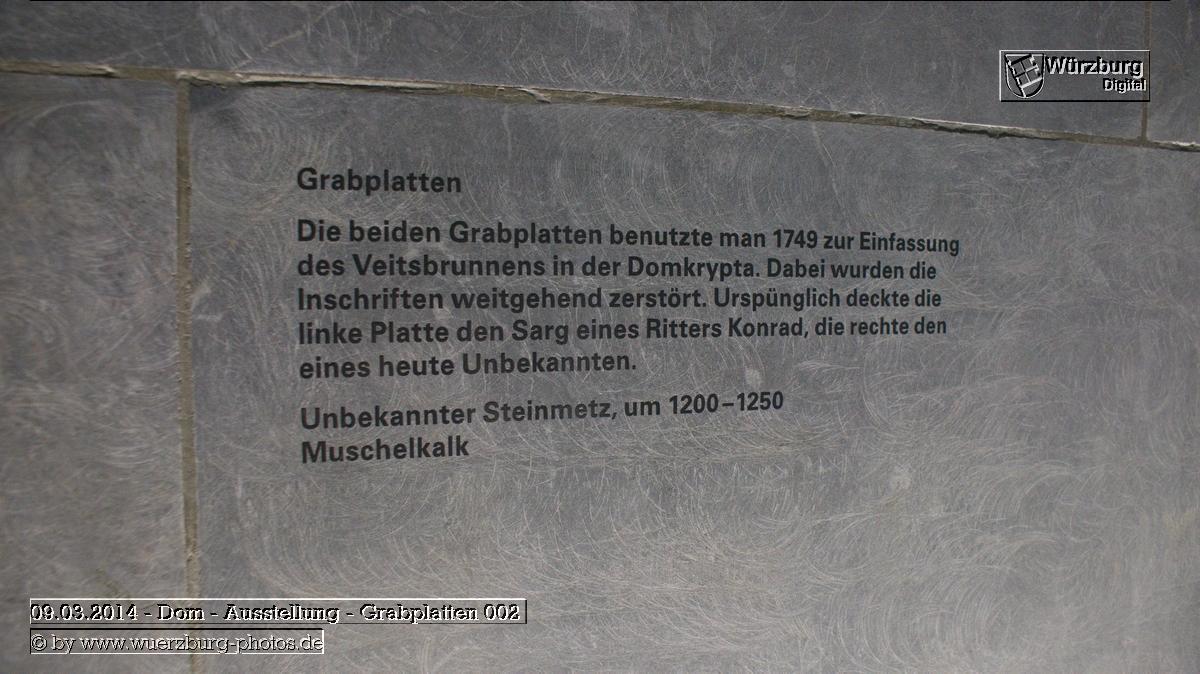 Würzburg
Digital
Grabplatten
Die beiden Grabplatten benutzte man 1749 zur Einfassung
des Veitsbrunnens in der Domkrypta. Dabei wurden die
Inschriften weitgehend zerstört. Urspünglich deckte die
linke Platte den Sarg eines Ritters Konrad, die rechte den
eines heute Unbekannten.
Unbekannter Steinmetz, um 1200–1250
Muschelkalk
09.03.2014 - Dom - Ausstellung - Grabplatten 002
© by www.wuerzburg-photos.de